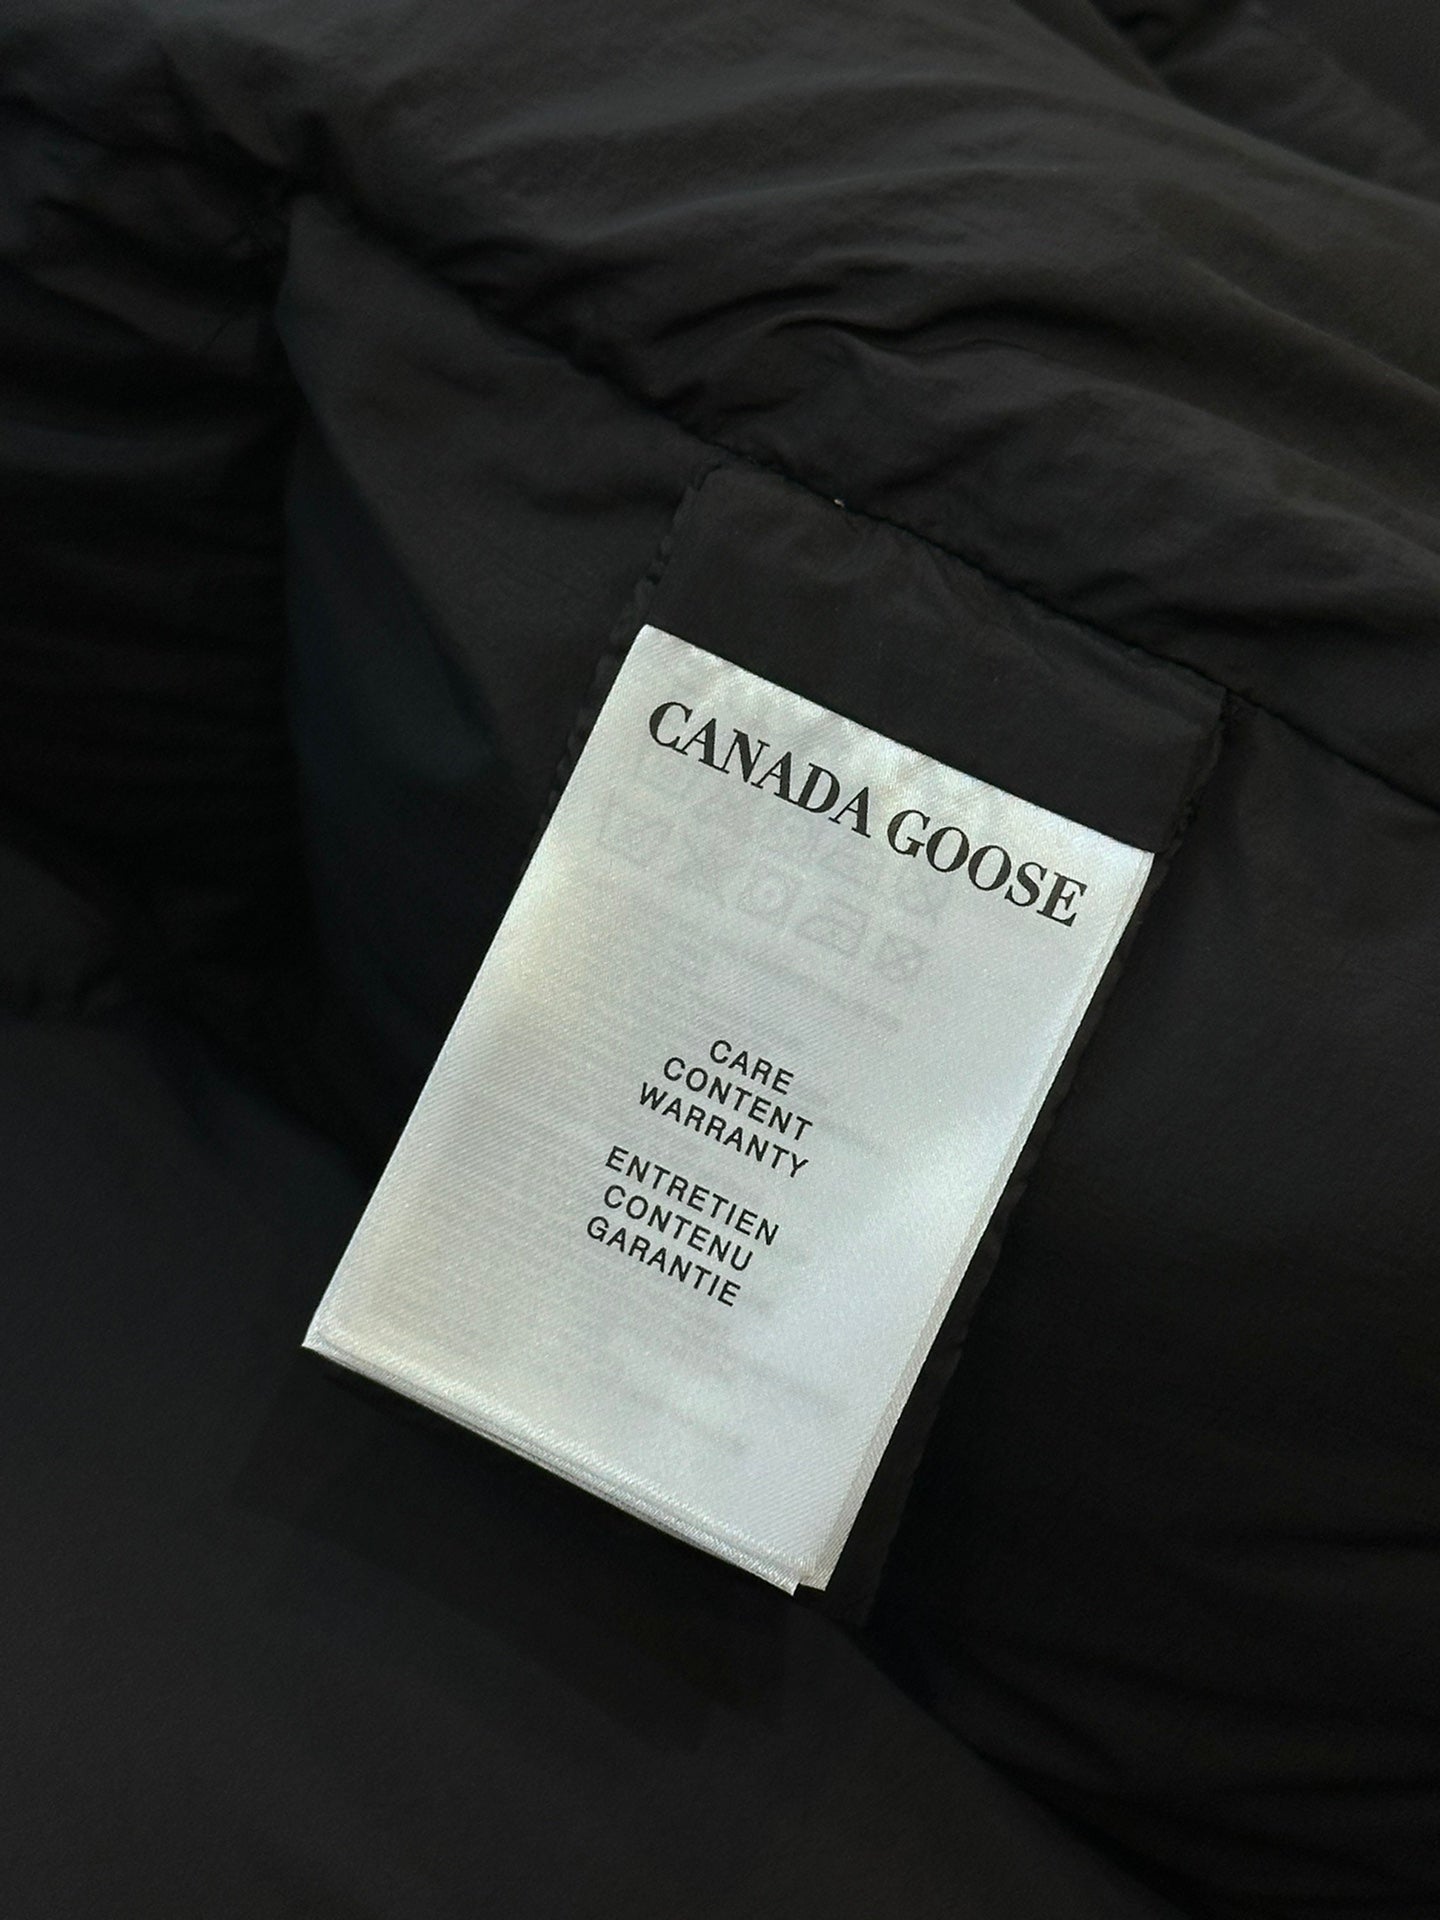 CANADA GOOSE
CARE
CONTENT
WARRANTY
ENTRETIEN
CONTENU
GARANTIE